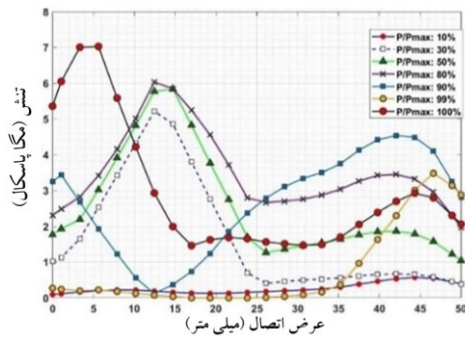 8
7
6
5
4
3
2
1
0
تنش (مگا پاسکال)
P/Pmax: 10%
P/Pmax: 30%
P/Pmax: 50%
P/Pmax: 80%
P/Pmax: 90%
P/Pmax: 99%
P/Pmax: 100%
0 5 10 15 20 25 30 35 40 45 50
عرض اتصال (میلی متر)